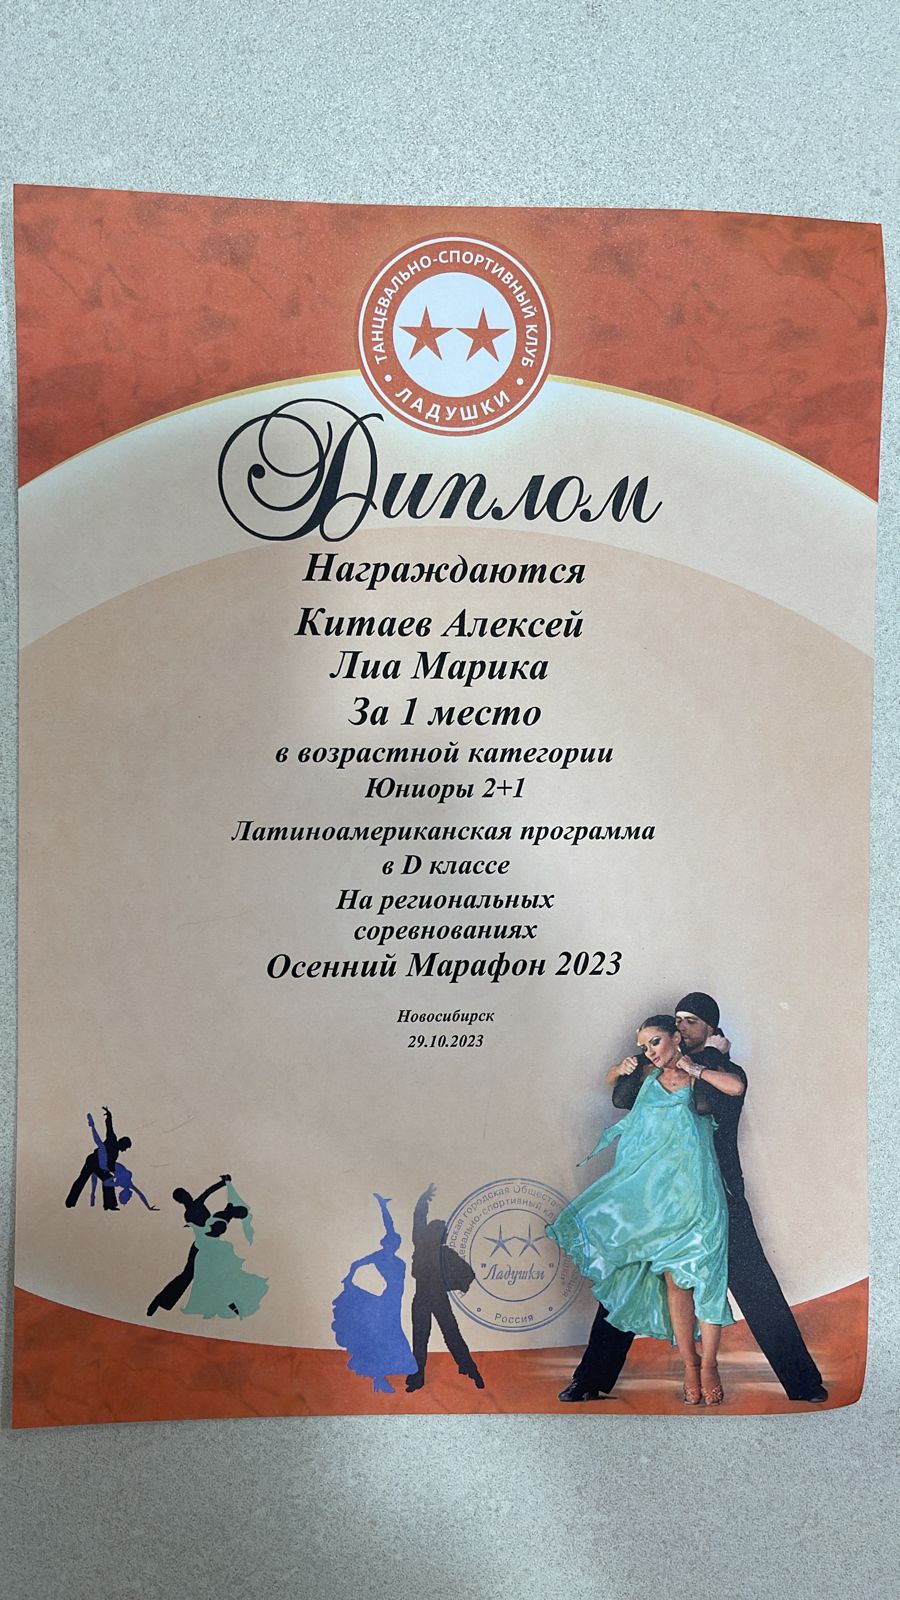 ТАНЦЕВАЛЬНО-СПОРТИВНЫЙ КЛУБ
ЛАДУШКИ
Диплом
Награждаются
Китаев Алексей
Лиа Марика
За 1 место
в возрастной категории
Юниоры 2+1
Латиноамериканская программа
в D классе
На региональных
соревнованиях
Осенний Марафон 2023
Новосибирск
29.10.2023
городская
"Ладушки"
Россия